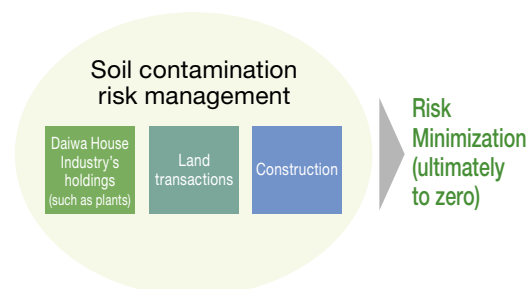 Soil contamination
risk management
Daiwa House
Industry's
holdings
(such as plants)
Land
transactions
Construction
Risk
Minimization
(ultimately
to zero)